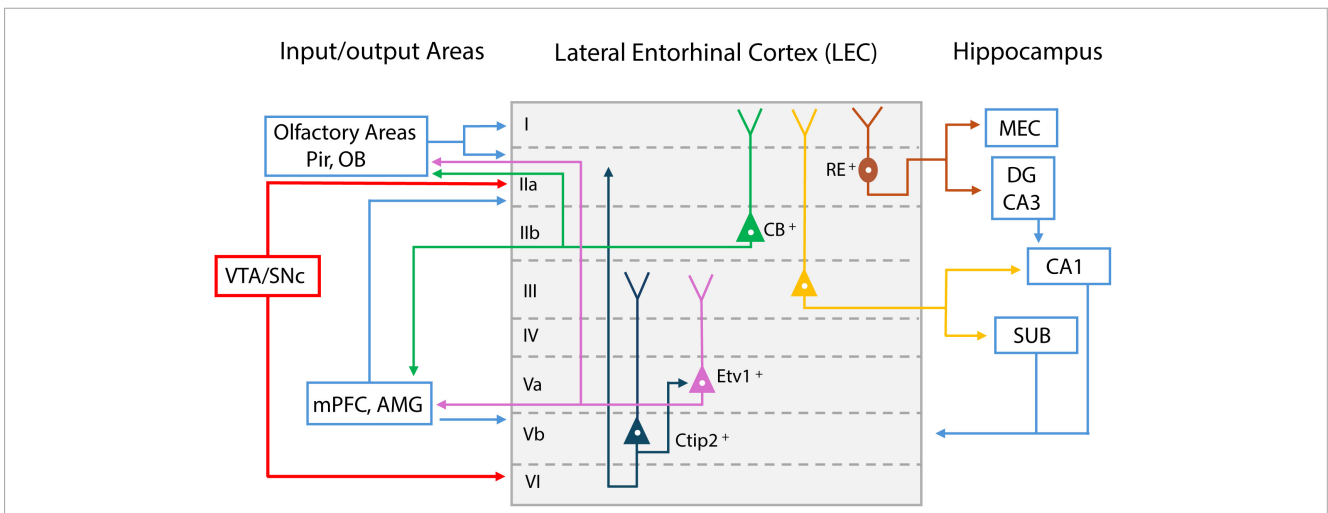 Input/output Areas
Lateral Entorhinal Cortex (LEC)
Hippocampus
Olfactory Areas
Pir, OB
VTA/SNc
mPFC, AMG
I
IIa
IIb
III
IV
Va
Vb
VI
RE+
CB+
Etv1+
Ctip2+
MEC
DG
CA3
CA1
SUB